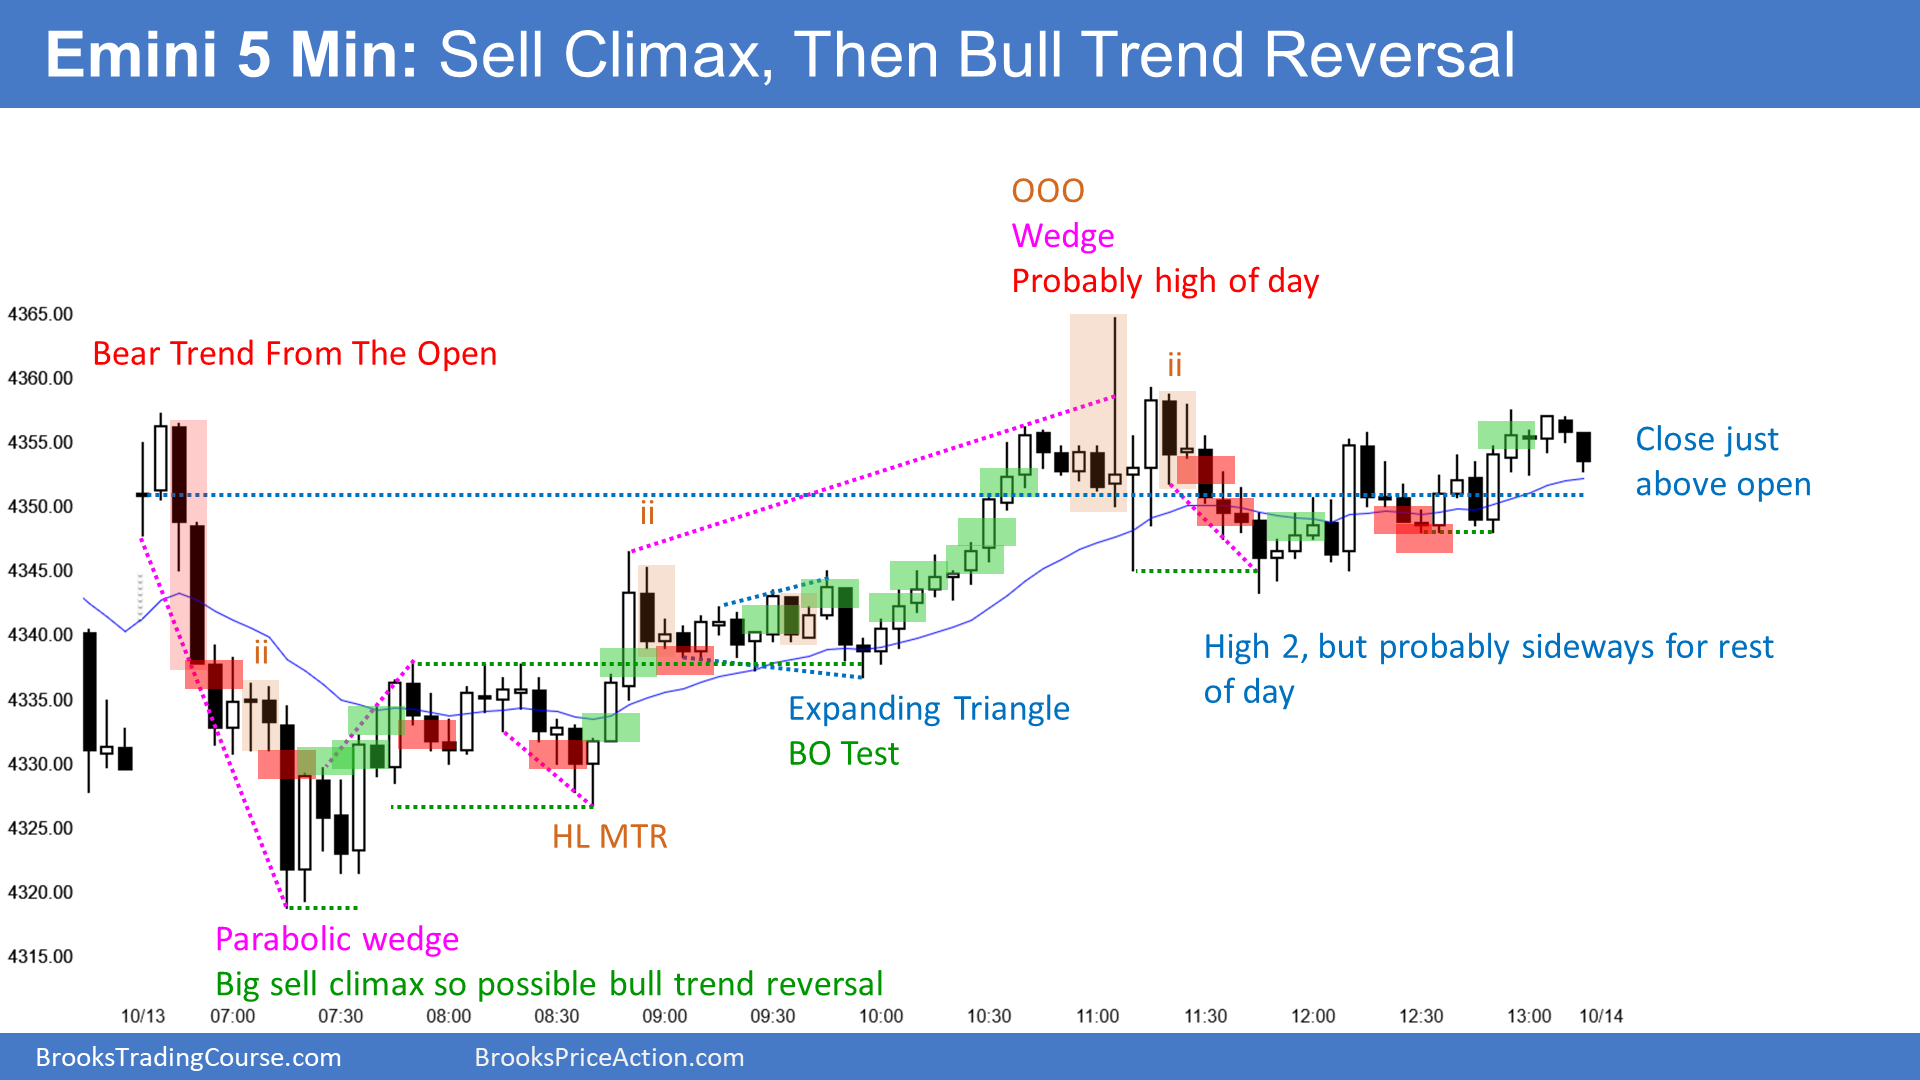 Emini 5 Min: Sell Climax, Then Bull Trend Reversal
OOO
Wedge
Probably high of day
4365.00
Bear Trend From The Open
ii
4360.00
4355.00
Close just
above open
4350.00
ii
4345.00
4340.00
ii
High 2, but probably sideways for rest
of day
4335.00
Expanding Triangle
BO Test
4330.00
4325.00
HL MTR
4320.00
Parabolic wedge
4315.00
Big sell climax so possible bull trend reversal
10/13 07:00 07:30 08:00 08:30 09:00 09:30 10:00 10:30 11:00 11:30 12:00 12:30 13:00 10/14
BrooksTradingCourse.com BrooksPriceAction.com